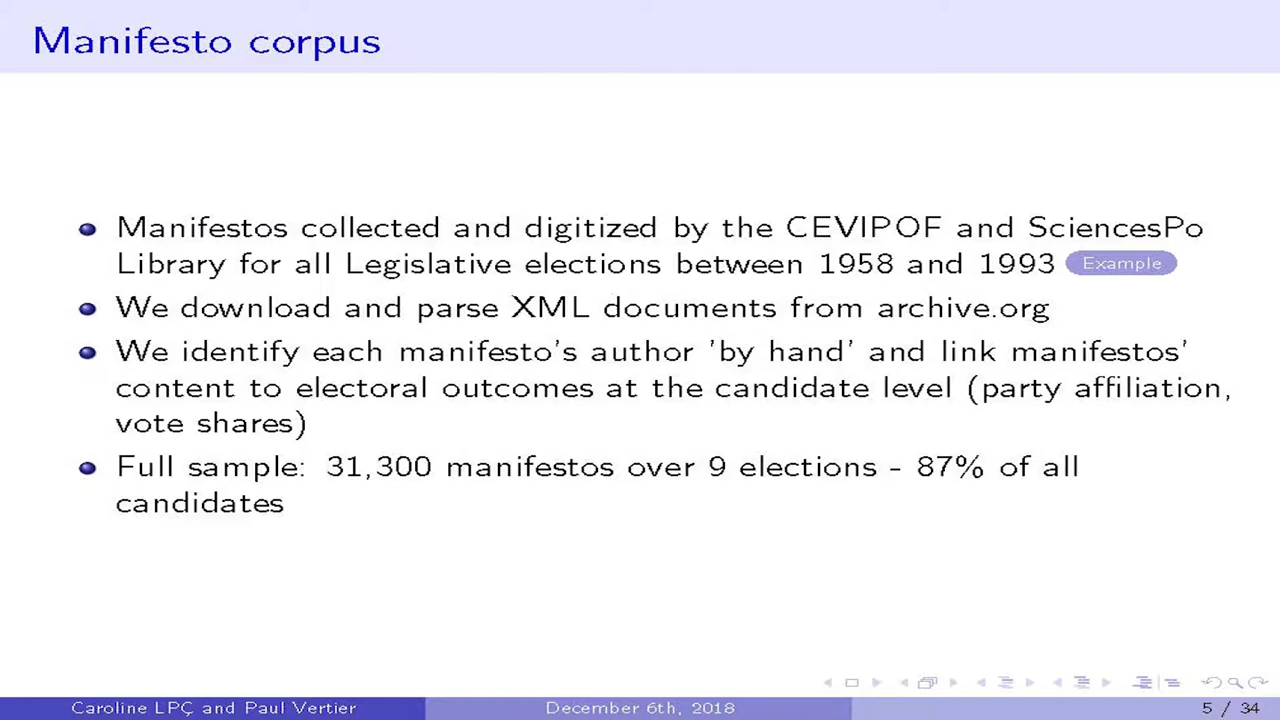 Manifesto corpus
Manifestos collected and digitized by the CEVIPOF and SciencesPo
Library for all Legislative elections between 1958 and 1993 Example
We download and parse XML documents from archive.org
We identify each manifesto's author 'by hand' and link manifestos'
content to electoral outcomes at the candidate level (party affiliation,
vote shares)
Full sample: 31,300 manifestos over 9 elections - 87% of all
candidates
Caroline LPÇ and Paul Vertier December 6th, 2018 5 / 34